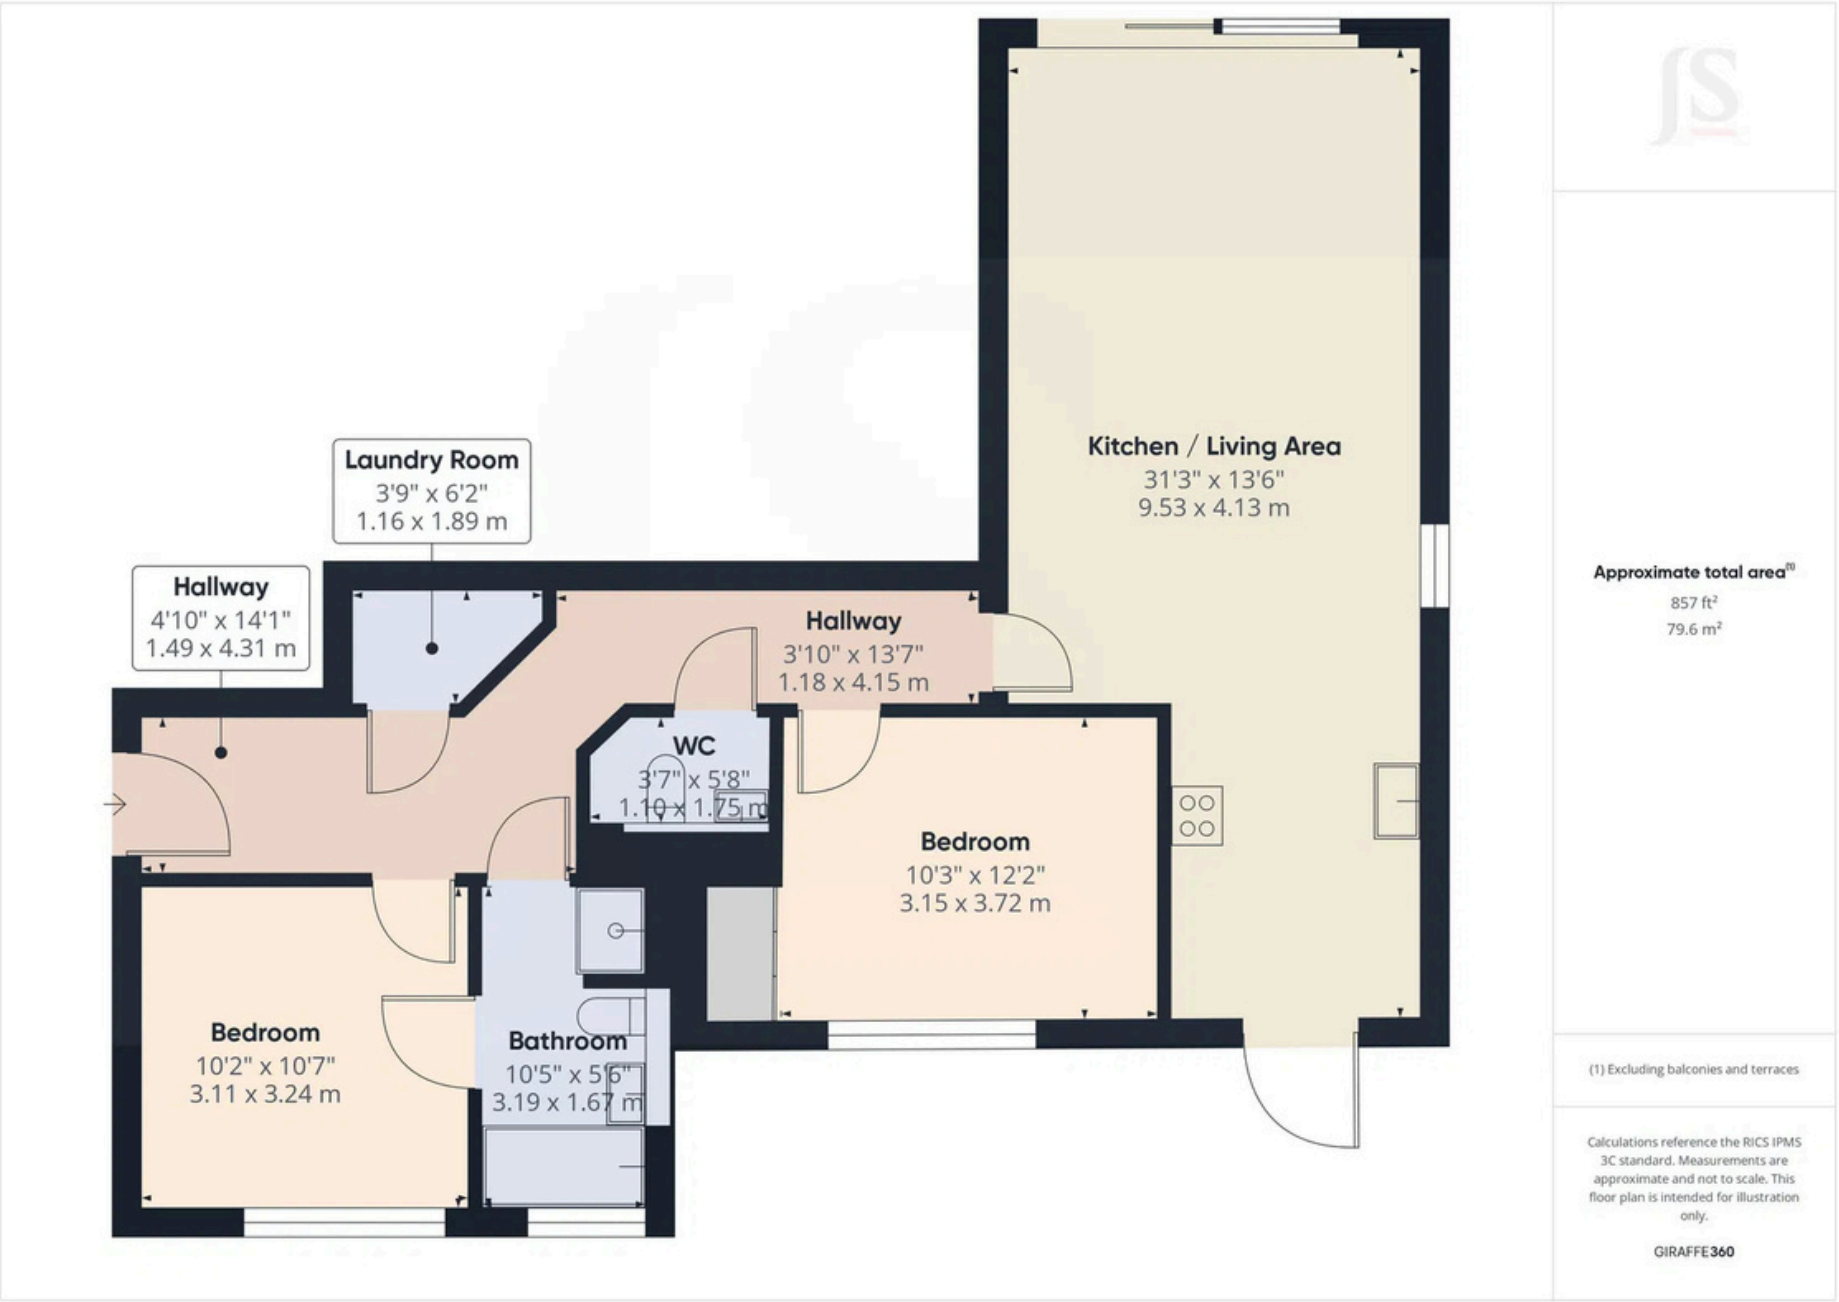 Kitchen / Living Area
31'3" x 13'6"
9.53 x 4.13 m
Laundry Room
3'9" x 6'2"
1.16 x 1.89 m
Hallway
4'10" x 14'1"
1.49 x 4.31 m
Hallway
3'10" x 13'7"
1.18 x 4.15 m
WC
3'7" x 5'8"
1.10 x 1.75 m
Bedroom
10'3" x 12'2"
3.15 x 3.72 m
Bedroom
10'2" x 10'7"
3.11 x 3.24 m
Bathroom
10'5" x 5'6"
3.19 x 1.67 m
JS
Approximate total area(1)
857 ft²
79.6 m²
(1) Excluding balconies and terraces
Calculations reference the RICS IPMS
3C standard. Measurements are
approximate and not to scale. This
floor plan is intended for illustration
only.
GIRAFFE360